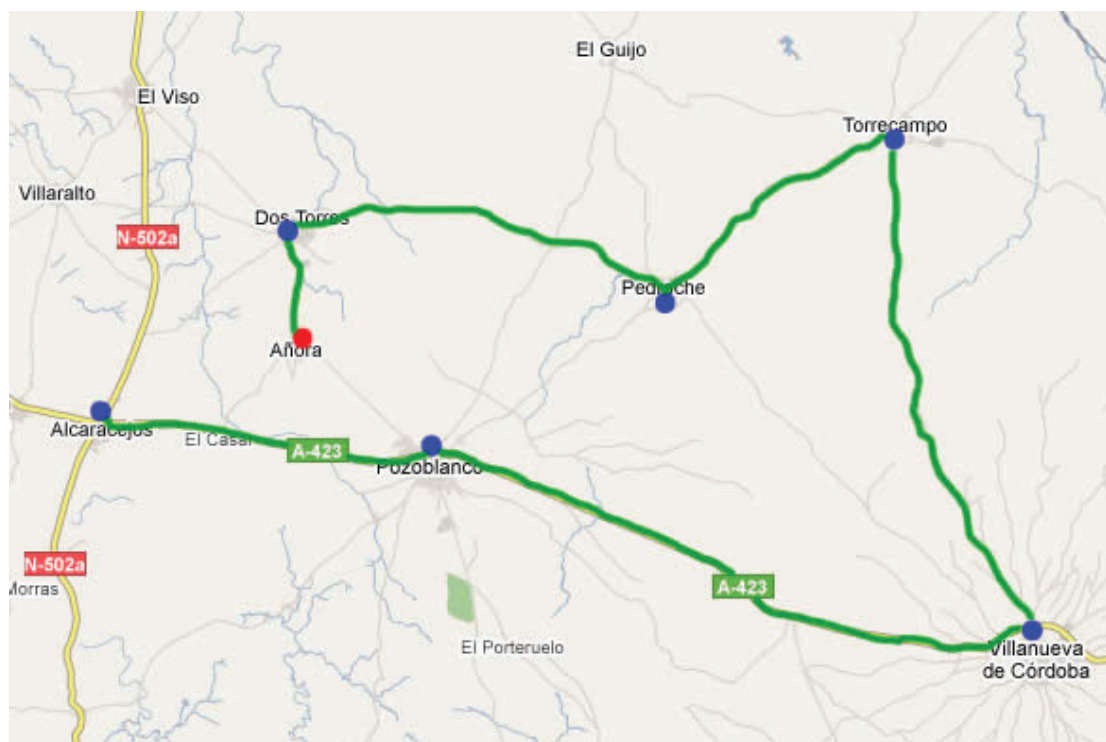 El Guijo
El Viso
Torrecampo
Villaralto
Dos Torres
N-502a
Pedroche
Añora
Alcaracejos
El Casar
A-423
Pozoblanco
N-502a
A-423
Morras
El Porteruelo
Villanueva
de Córdoba